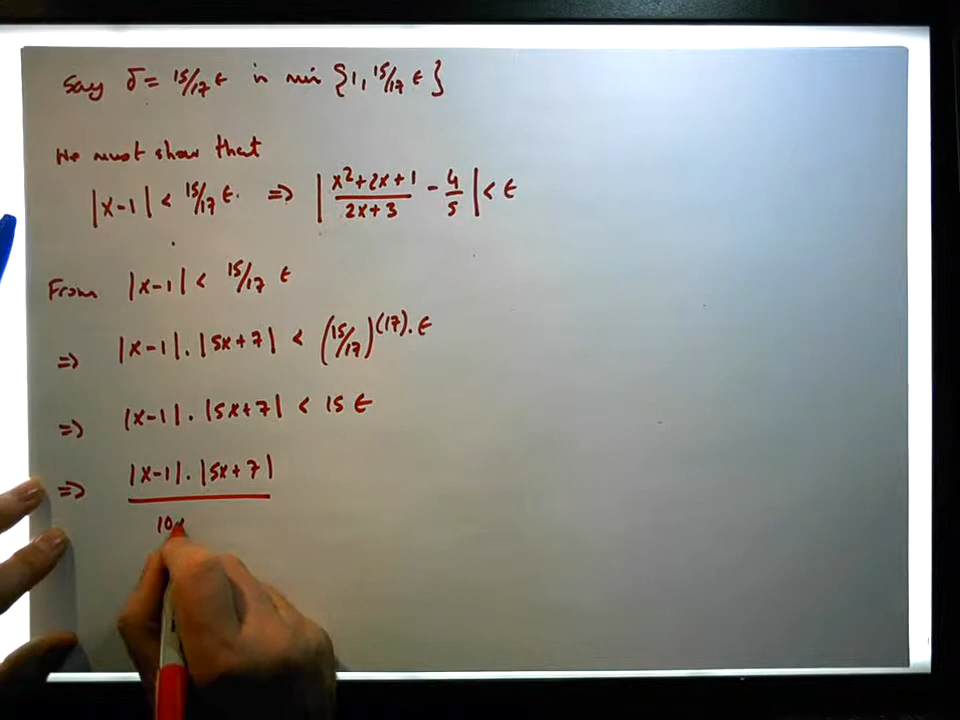 Say δ = 15/17 ϵ is min {1, 15/17 ϵ}
We must show that
|x-1| < 15/17 ϵ. => | x²+2x+1 / 2x+3 - 4/5 | < ϵ
From |x-1| < 15/17 ϵ
=> |x-1| . |5x+7| < (15/17)(17). ϵ
=> |x-1| . |5x+7| < 15 ϵ
=> |x-1| . |5x+7|
10x